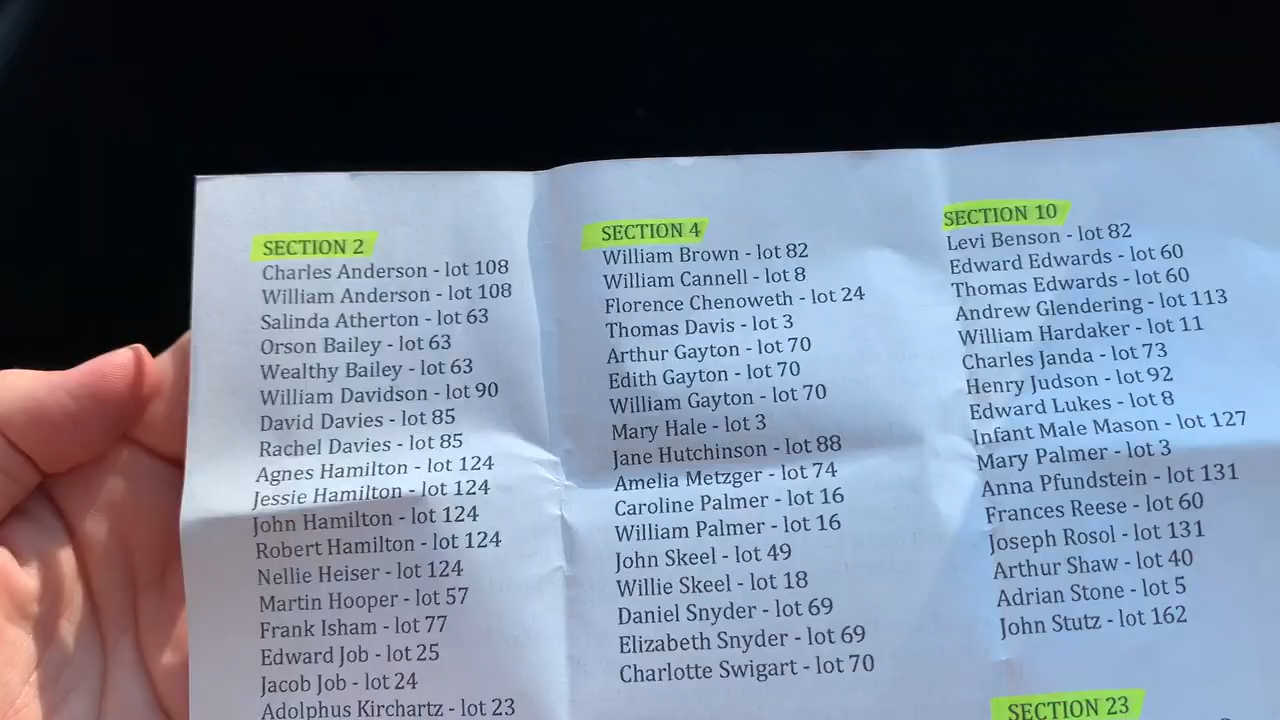 SECTION 2
Charles Anderson - lot 108
William Anderson - lot 108
Salinda Atherton - lot 63
Orson Bailey - lot 63
Wealthy Bailey - lot 63
William Davidson - lot 90
David Davies - lot 85
Rachel Davies - lot 85
Agnes Hamilton - lot 124
Jessie Hamilton - lot 124
John Hamilton - lot 124
Robert Hamilton - lot 124
Nellie Heiser - lot 124
Martin Hooper - lot 57
Frank Isham - lot 77
Edward Job - lot 25
Jacob Job - lot 24
Adolphus Kirchartz - lot 23
SECTION 4
William Brown - lot 82
William Cannell - lot 8
Florence Chenoweth - lot 24
Thomas Davis - lot 3
Arthur Gayton - lot 70
Edith Gayton - lot 70
William Gayton - lot 70
Mary Hale - lot 3
Jane Hutchinson - lot 88
Amelia Metzger - lot 74
Caroline Palmer - lot 16
William Palmer - lot 16
John Skeel - lot 49
Willie Skeel - lot 18
Daniel Snyder - lot 69
Elizabeth Snyder - lot 69
Charlotte Swigart - lot 70
SECTION 10
Levi Benson - lot 82
Edward Edwards - lot 60
Thomas Edwards - lot 60
Andrew Glendering - lot 113
William Hardaker - lot 11
Charles Janda - lot 73
Henry Judson - lot 92
Edward Lukes - lot 8
Infant Male Mason - lot 127
Mary Palmer - lot 3
Anna Pfundstein - lot 131
Frances Reese - lot 60
Joseph Rosol - lot 131
Arthur Shaw - lot 40
Adrian Stone - lot 5
John Stutz - lot 162
SECTION 23